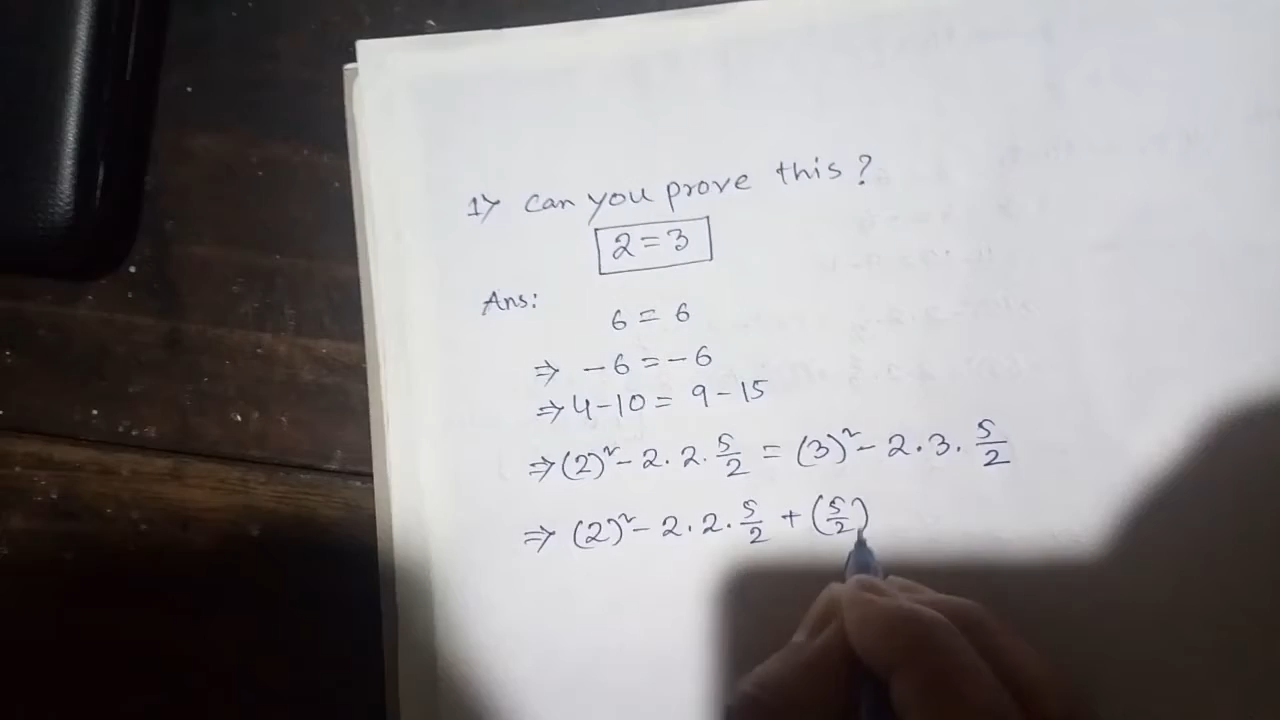 1> Can you prove this?
2 = 3
Ans:
6 = 6
⇒ -6 = -6
⇒ 4-10 = 9-15
⇒ (2)² - 2.2. 5/2 = (3)² - 2.3. 5/2
⇒ (2)² - 2.2. 5/2 + (5/2)